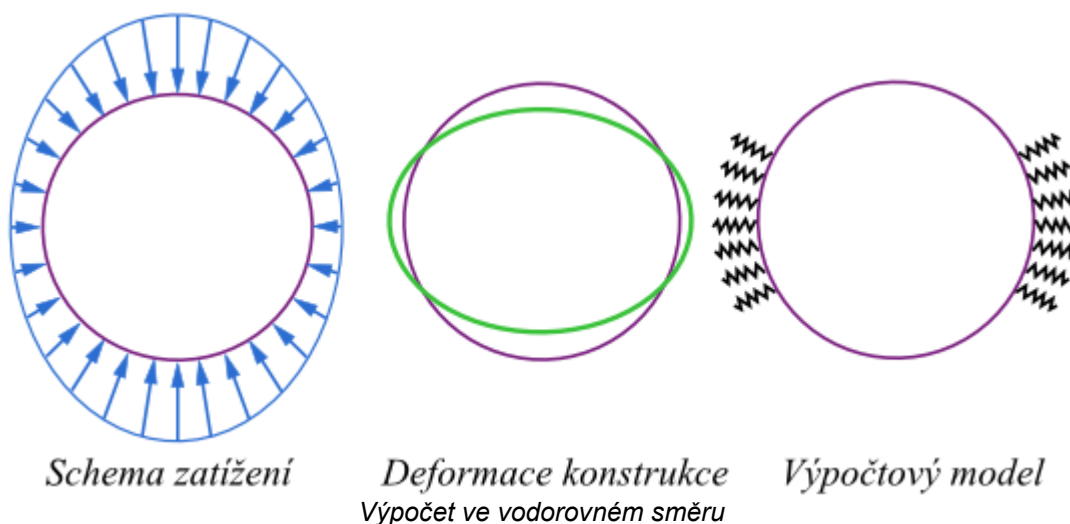 Schema zatížení Deformace konstrukce Výpočtový model
Výpočet ve vodorovném směru